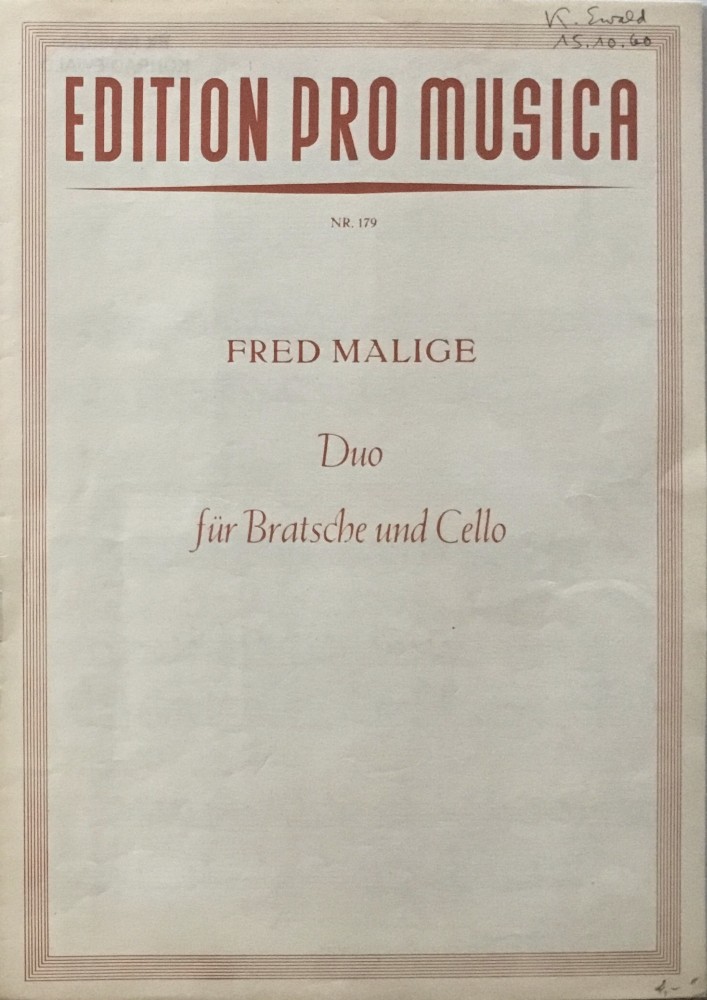 K. Ewald
15.10.60
EDITION PRO MUSICA
NR. 179
FRED MALIGE
Duo
für Bratsche und Cello